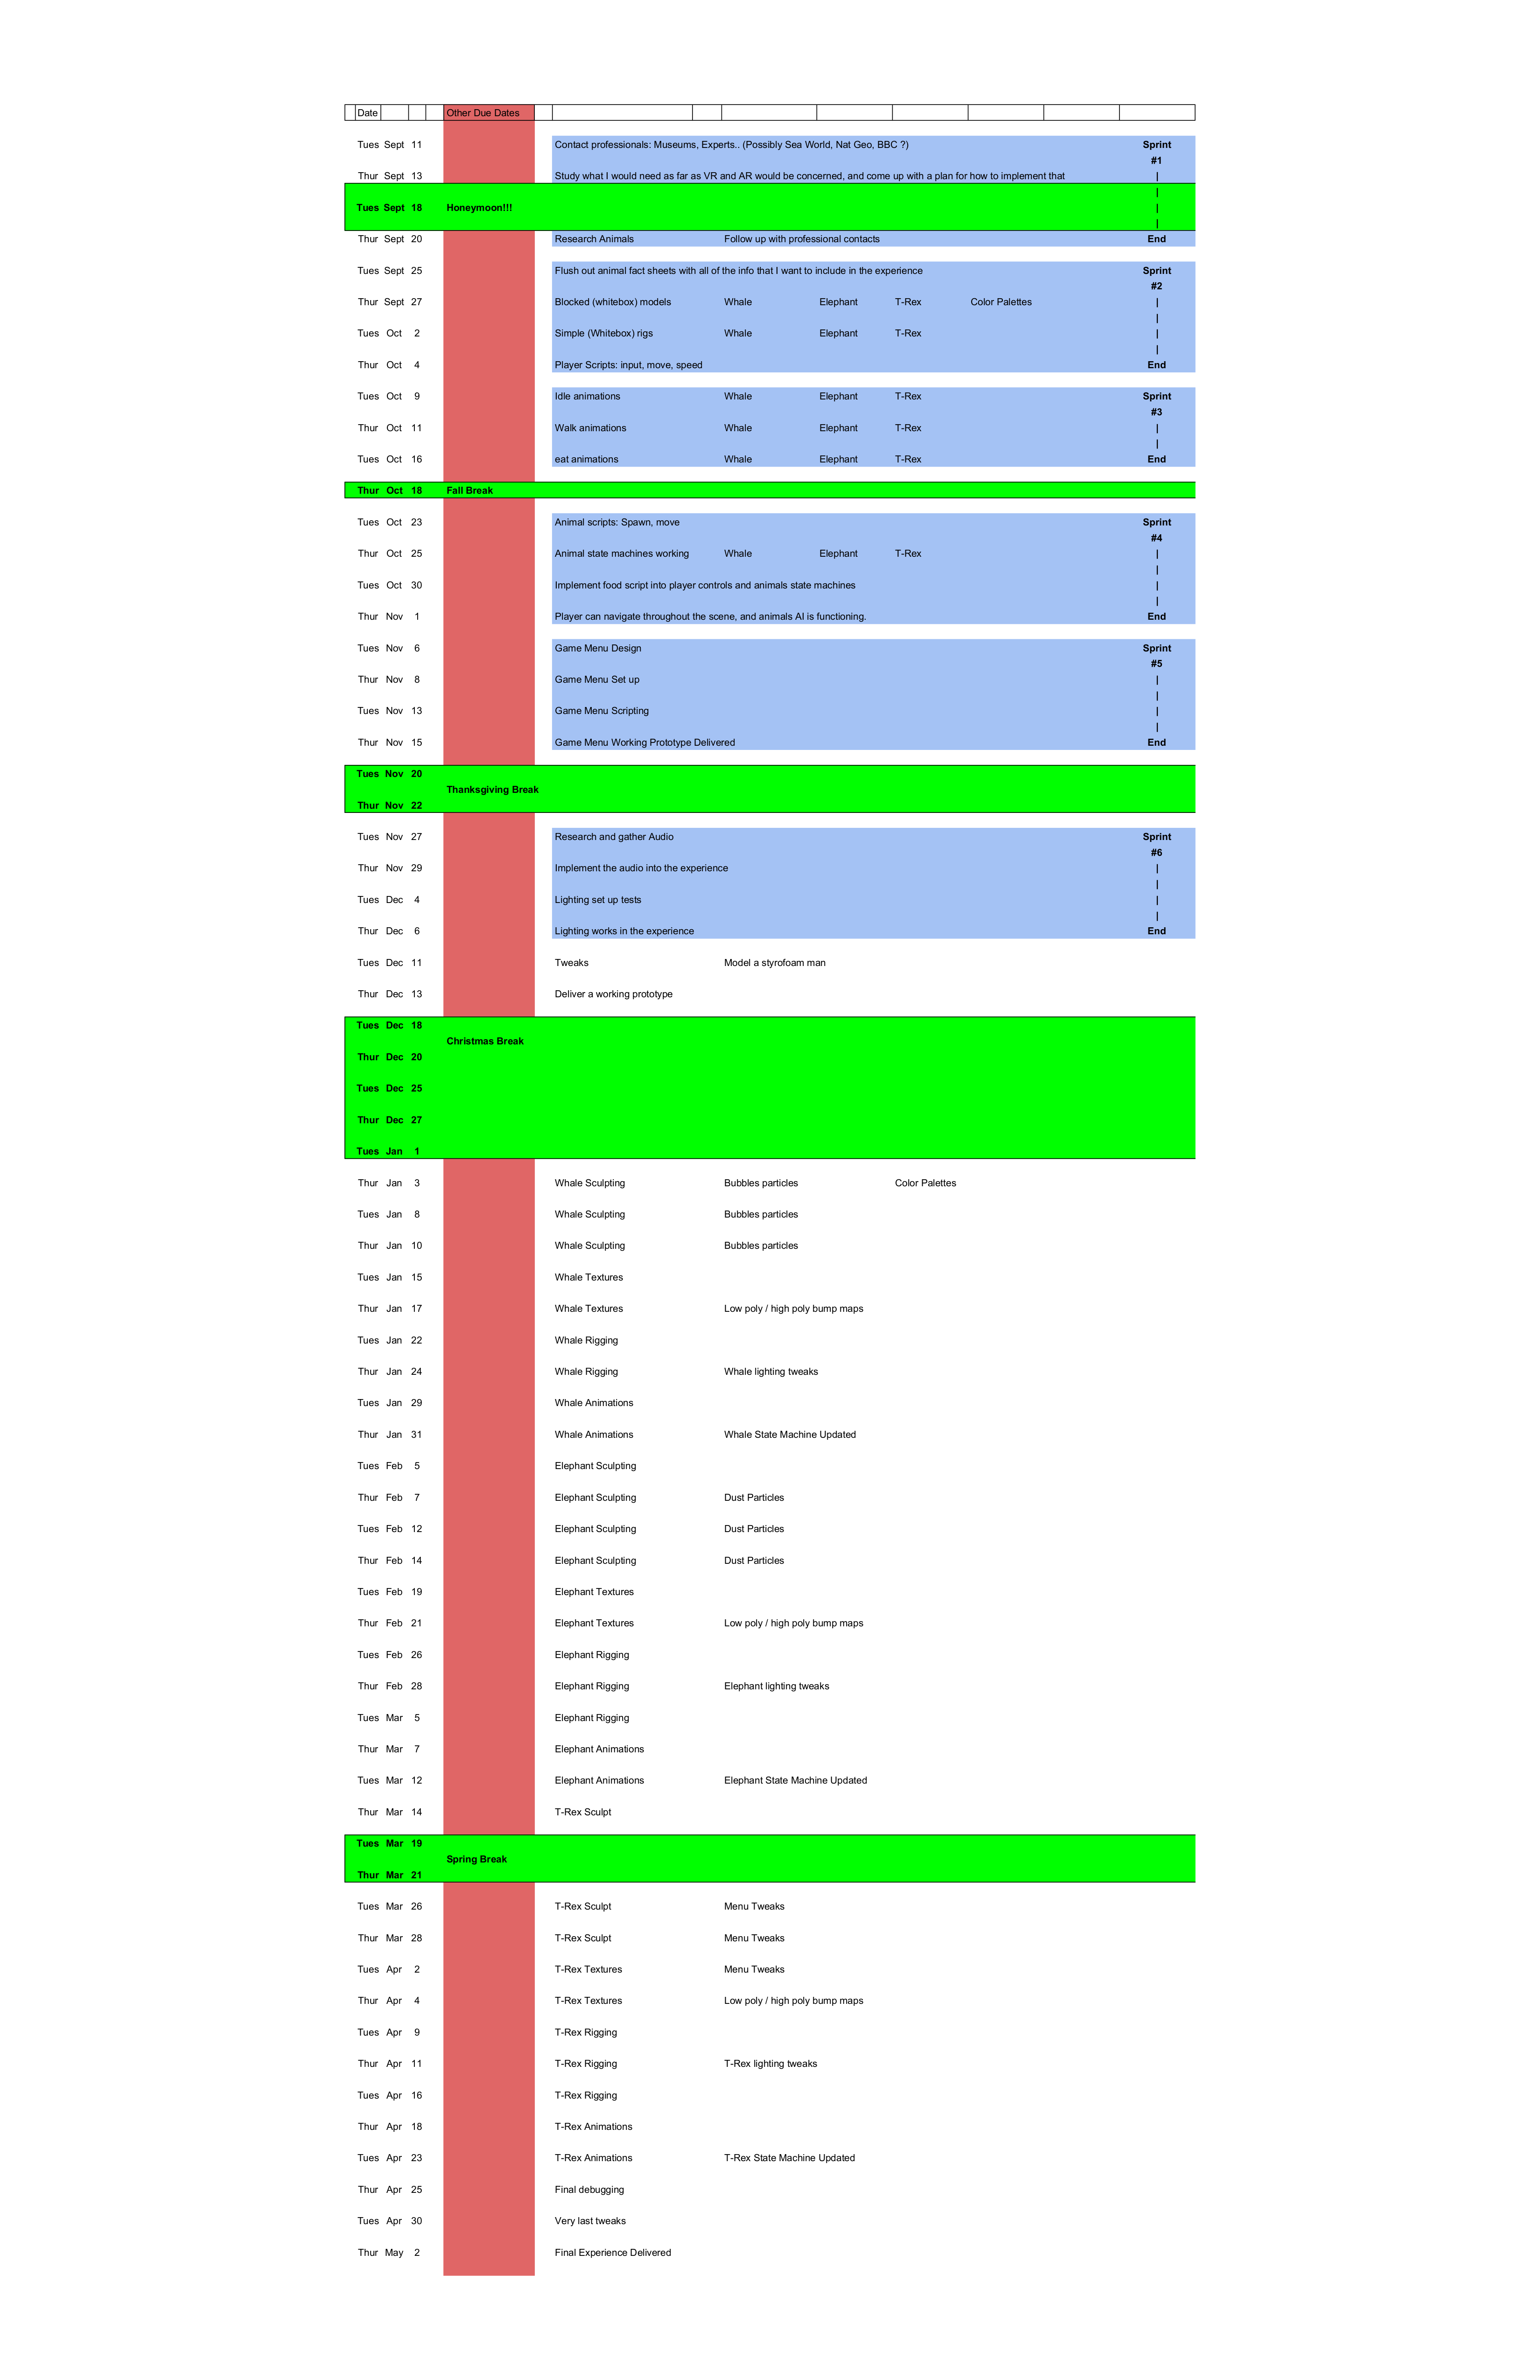 Date Other Due Dates
Tues Sept 11 Contact professionals: Museums, Experts.. (Possibly Sea World, Nat Geo, BBC ?) Sprint
#1
Thur Sept 13 Study what I would need as far as VR and AR would be concerned, and come up with a plan for how to implement that |
|
Tues Sept 18 Honeymoon!!! |
|
Thur Sept 20 Research Animals Follow up with professional contacts End
Tues Sept 25 Flush out animal fact sheets with all of the info that I want to include in the experience Sprint
#2
Thur Sept 27 Blocked (whitebox) models Whale Elephant T-Rex Color Palettes |
|
Tues Oct 2 Simple (Whitebox) rigs Whale Elephant T-Rex |
|
Thur Oct 4 Player Scripts: input, move, speed End
Tues Oct 9 Idle animations Whale Elephant T-Rex Sprint
#3
Thur Oct 11 Walk animations Whale Elephant T-Rex |
|
Tues Oct 16 eat animations Whale Elephant T-Rex End
Thur Oct 18 Fall Break
Tues Oct 23 Animal scripts: Spawn, move Sprint
#4
Thur Oct 25 Animal state machines working Whale Elephant T-Rex |
|
Tues Oct 30 Implement food script into player controls and animals state machines |
|
Thur Nov 1 Player can navigate throughout the scene, and animals AI is functioning. End
Tues Nov 6 Game Menu Design Sprint
#5
Thur Nov 8 Game Menu Set up |
|
Tues Nov 13 Game Menu Scripting |
|
Thur Nov 15 Game Menu Working Prototype Delivered End
Tues Nov 20
Thanksgiving Break
Thur Nov 22
Tues Nov 27 Research and gather Audio Sprint
#6
Thur Nov 29 Implement the audio into the experience |
|
Tues Dec 4 Lighting set up tests |
|
Thur Dec 6 Lighting works in the experience End
Tues Dec 11 Tweaks Model a styrofoam man
Thur Dec 13 Deliver a working prototype
Tues Dec 18
Christmas Break
Thur Dec 20
Tues Dec 25
Thur Dec 27
Tues Jan 1
Thur Jan 3 Whale Sculpting Bubbles particles Color Palettes
Tues Jan 8 Whale Sculpting Bubbles particles
Thur Jan 10 Whale Sculpting Bubbles particles
Tues Jan 15 Whale Textures
Thur Jan 17 Whale Textures Low poly / high poly bump maps
Tues Jan 22 Whale Rigging
Thur Jan 24 Whale Rigging Whale lighting tweaks
Tues Jan 29 Whale Animations
Thur Jan 31 Whale Animations Whale State Machine Updated
Tues Feb 5 Elephant Sculpting
Thur Feb 7 Elephant Sculpting Dust Particles
Tues Feb 12 Elephant Sculpting Dust Particles
Thur Feb 14 Elephant Sculpting Dust Particles
Tues Feb 19 Elephant Textures
Thur Feb 21 Elephant Textures Low poly / high poly bump maps
Tues Feb 26 Elephant Rigging
Thur Feb 28 Elephant Rigging Elephant lighting tweaks
Tues Mar 5 Elephant Rigging
Thur Mar 7 Elephant Animations
Tues Mar 12 Elephant Animations Elephant State Machine Updated
Thur Mar 14 T-Rex Sculpt
Tues Mar 19
Spring Break
Thur Mar 21
Tues Mar 26 T-Rex Sculpt Menu Tweaks
Thur Mar 28 T-Rex Sculpt Menu Tweaks
Tues Apr 2 T-Rex Textures Menu Tweaks
Thur Apr 4 T-Rex Textures Low poly / high poly bump maps
Tues Apr 9 T-Rex Rigging
Thur Apr 11 T-Rex Rigging T-Rex lighting tweaks
Tues Apr 16 T-Rex Rigging
Thur Apr 18 T-Rex Animations
Tues Apr 23 T-Rex Animations T-Rex State Machine Updated
Thur Apr 25 Final debugging
Tues Apr 30 Very last tweaks
Thur May 2 Final Experience Delivered